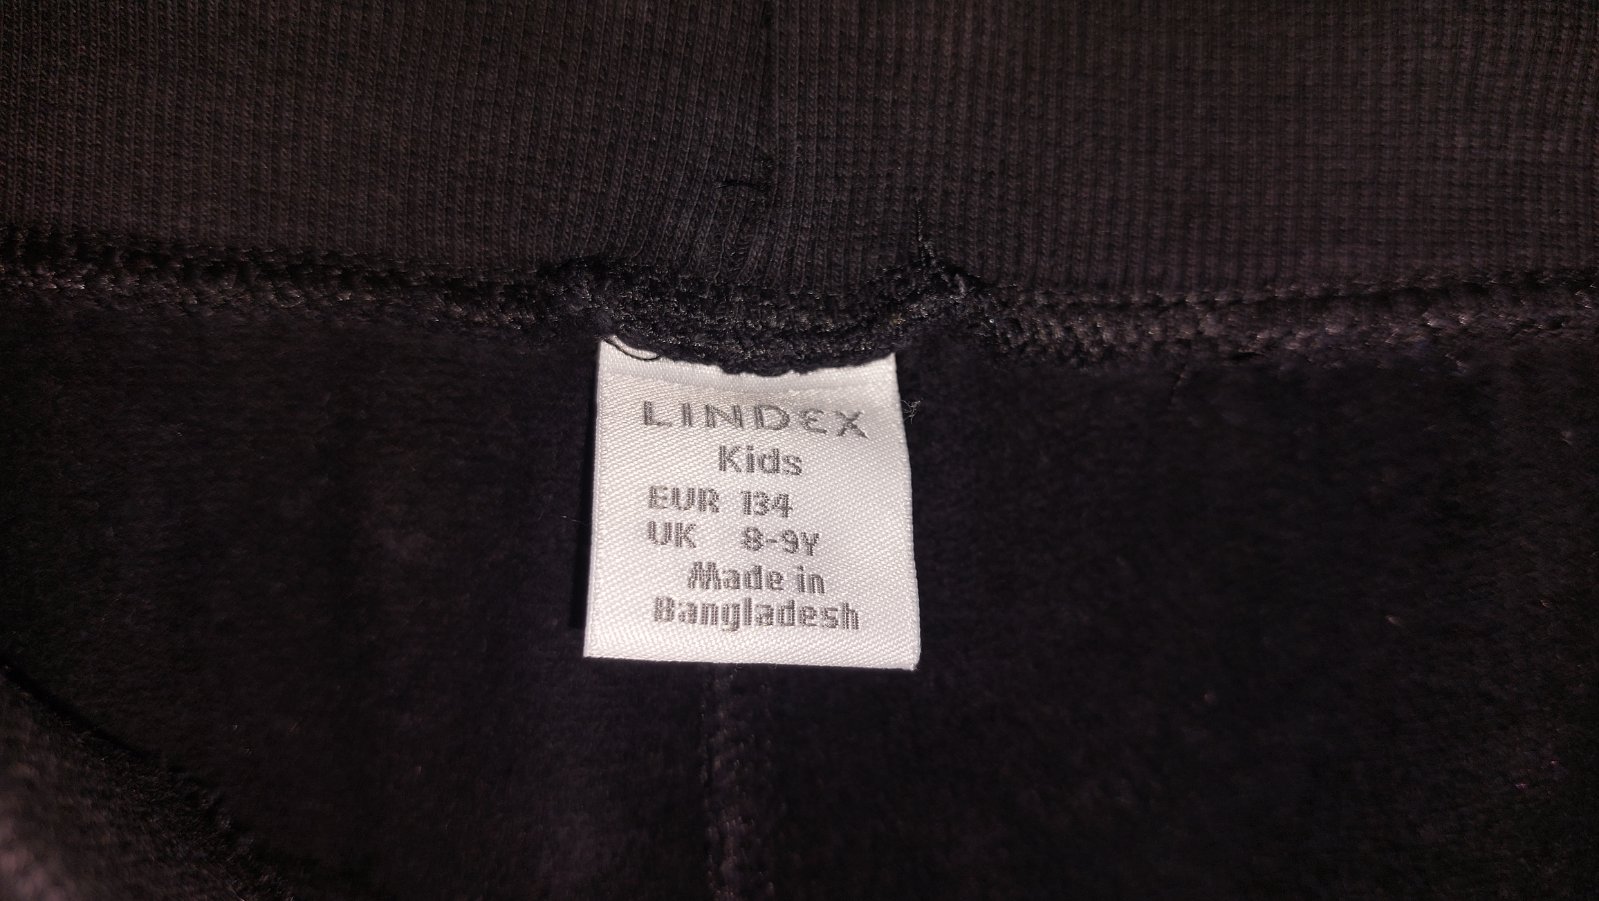 LINDEX
Kids
EUR 134
UK 8-9Y
Made in
Bangladesh